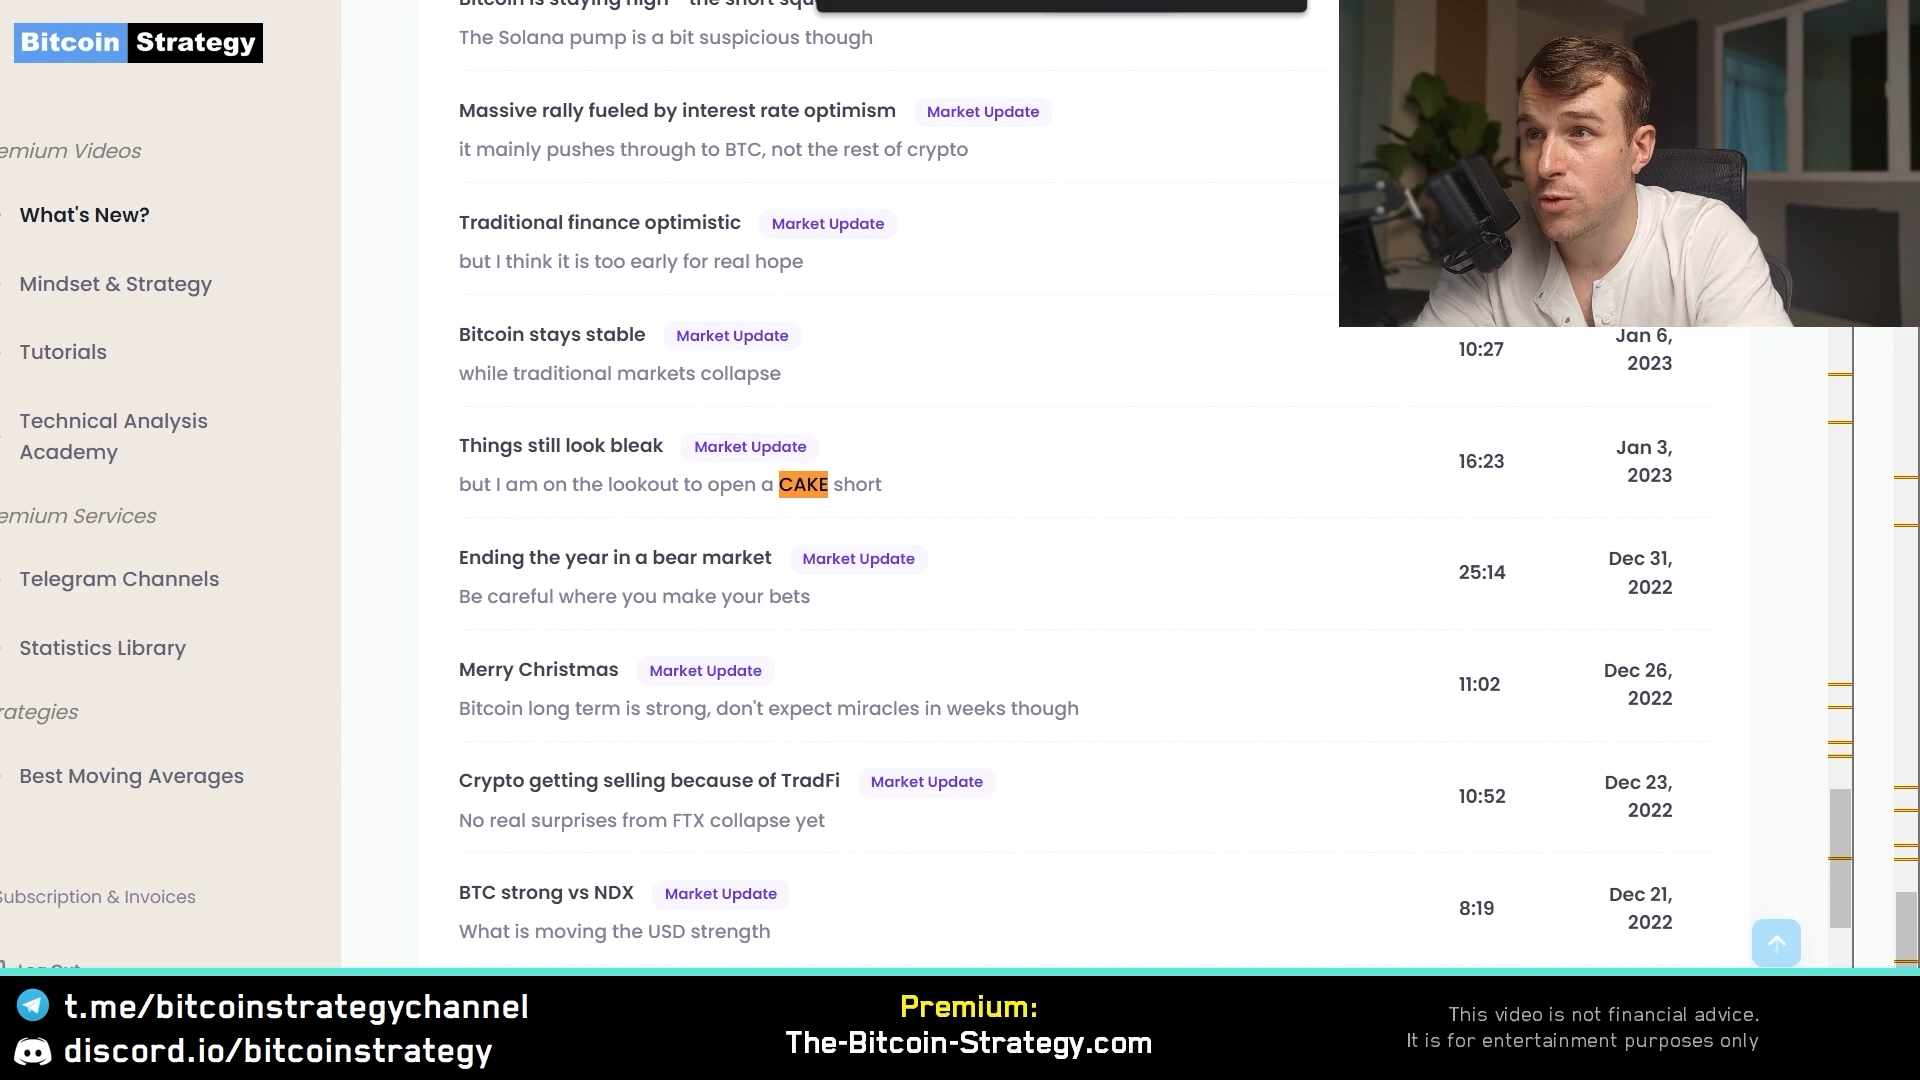 Bitcoin Strategy
emium Videos
What's New?
Mindset & Strategy
Tutorials
Technical Analysis
Academy
emium Services
Telegram Channels
Statistics Library
rategies
Best Moving Averages
Subscription & Invoices
Log Out
Bitcoin is staying high - the short squ
The Solana pump is a bit suspicious though
Massive rally fueled by interest rate optimism Market Update
it mainly pushes through to BTC, not the rest of crypto
Traditional finance optimistic Market Update
but I think it is too early for real hope
Bitcoin stays stable Market Update
while traditional markets collapse
10:27
Jan 6,
2023
Things still look bleak Market Update
but I am on the lookout to open a CAKE short
16:23
Jan 3,
2023
Ending the year in a bear market Market Update
Be careful where you make your bets
25:14
Dec 31,
2022
Merry Christmas Market Update
Bitcoin long term is strong, don't expect miracles in weeks though
11:02
Dec 26,
2022
Crypto getting selling because of TradFi Market Update
No real surprises from FTX collapse yet
10:52
Dec 23,
2022
BTC strong vs NDX Market Update
What is moving the USD strength
8:19
Dec 21,
2022
t.me/bitcoinstrategychannel
discord.io/bitcoinstrategy
Premium:
The-Bitcoin-Strategy.com
This video is not financial advice.
It is for entertainment purposes only